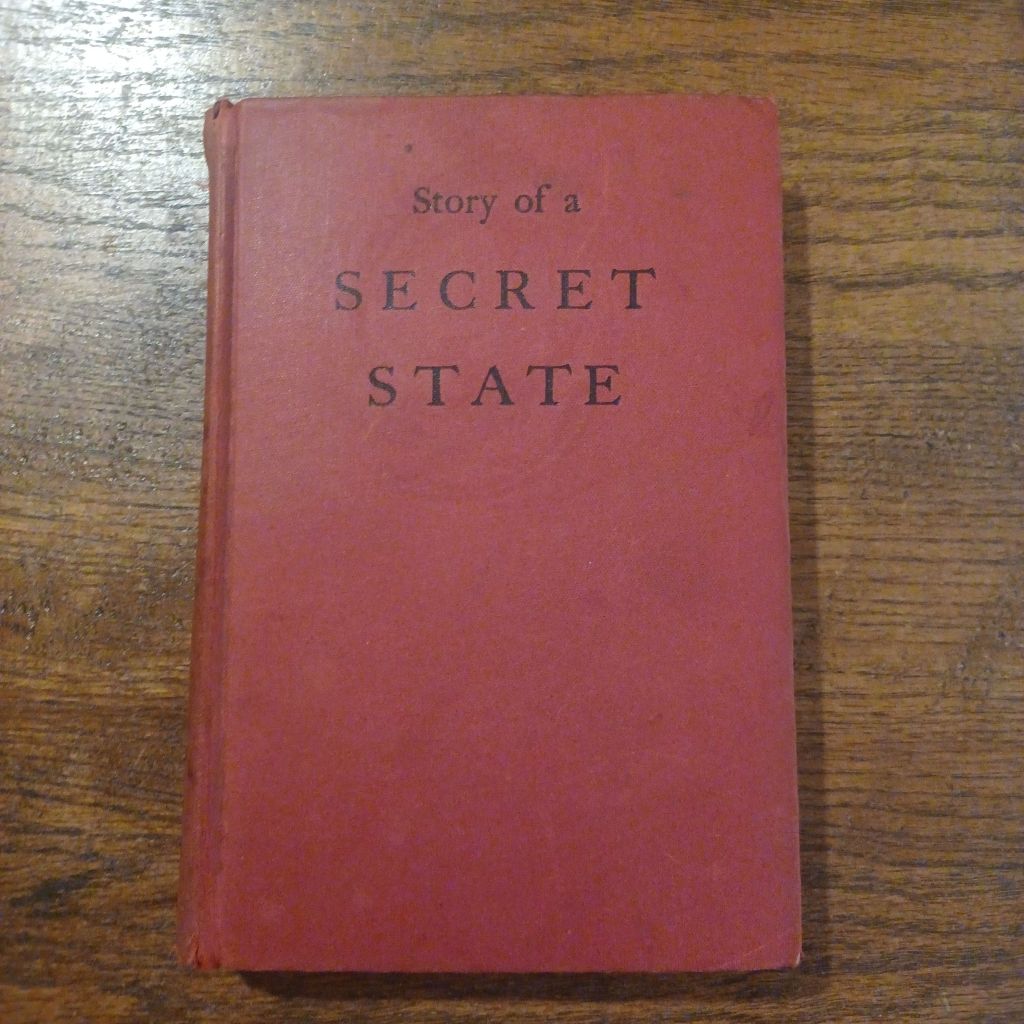 Story of a
SECRET
STATE